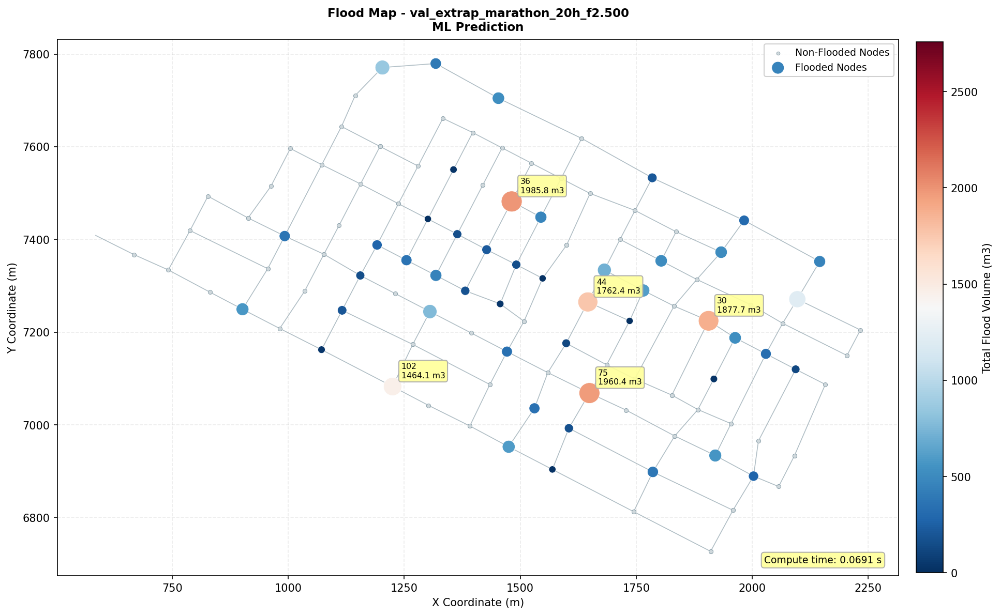 Flood Map - val_extrap_marathon_20h_f2.500
ML Prediction
Non-Flooded Nodes
Flooded Nodes
36
1985.8 m3
44
1762.4 m3
30
1877.7 m3
102
1464.1 m3
75
1960.4 m3
Compute time: 0.0691 s
7800
7600
7400
7200
7000
6800
Y Coordinate (m)
750
1000
1250
1500
1750
2000
2250
X Coordinate (m)
2500
2000
1500
1000
500
0
Total Flood Volume (m3)